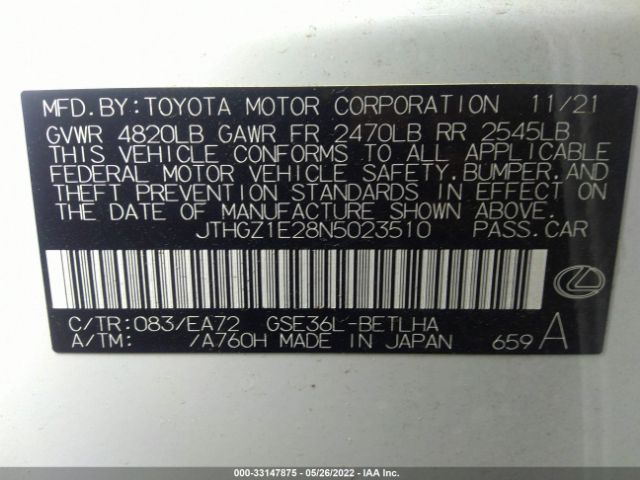 MFD.BY:TOYOTA MOTOR CORPORATION 11/21
GVWR 4820LB GAWR FR 2470LB RR 2545LB
THIS VEHICLE CONFORMS TO ALL APPLICABLE
FEDERAL MOTOR VEHICLE SAFETY.BUMPER.AND
THEFT PREVENTION STANDARDS IN EFFECT ON
THE DATE OF MANUFACTURE SHOWN ABOVE.
JTHGZ1E28N5023510 PASS.CAR
C/TR:083/EA72 GSE36L-BETLHA
A/TM: /A760H MADE IN JAPAN 659 A
000-33147875 - 05/26/2022 - IAA Inc.